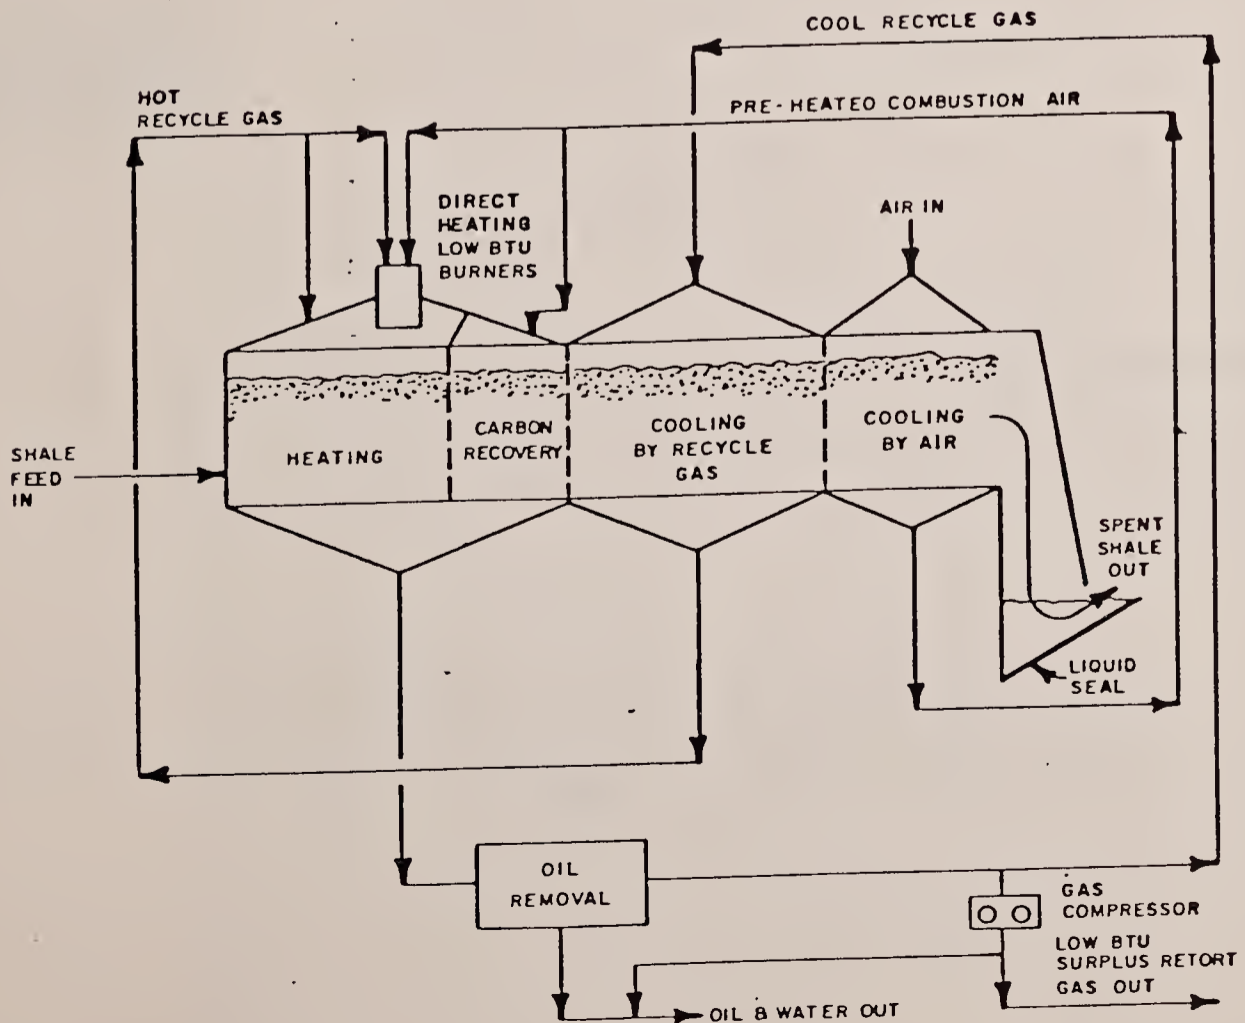 COOL RECYCLE GAS
HOT
RECYCLE GAS
PRE-HEATED COMBUSTION AIR
DIRECT
HEATING
LOW BTU
BURNERS
AIR IN
SHALE
FEED
IN
HEATING
CARBON
RECOVERY
COOLING
BY RECYCLE
GAS
COOLING
BY AIR
SPENT
SHALE
OUT
LIQUID
SEAL
OIL
REMOVAL
GAS
COMPRESSOR
LOW BTU
SURPLUS RETORT
GAS OUT
OIL & WATER OUT